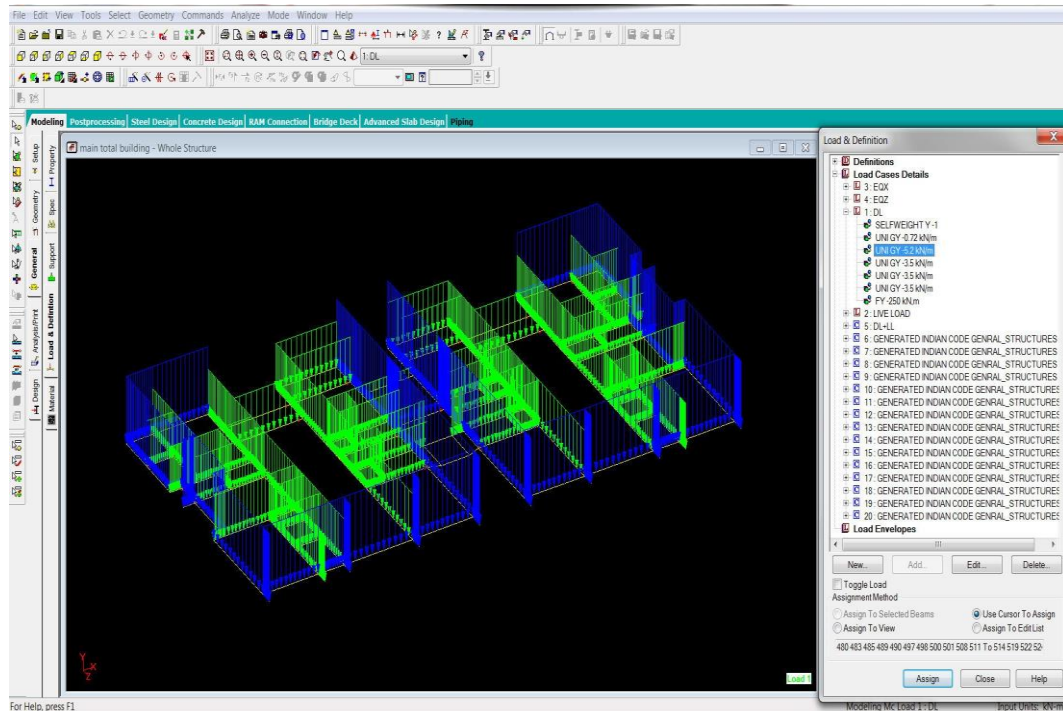 File Edit View Tools Select Geometry Commands Analyze Mode Window Help
1: DL
Modeling Postprocessing Steel Design Concrete Design RAM Connection Bridge Deck Advanced Slab Design Piping
Setup
Geometry
General
Analysis/Print
Design
Property
Spec
Support
Load & Definition
Material
main total building - Whole Structure
Y
X
Z
Load 1
Load & Definition
Definitions
Load Cases Details
3: EQX
4: EQZ
1: DL
SELFWEIGHT Y -1
UNI GY -0.72 kN/m
UNI GY -5.2 kN/m
UNI GY -3.5 kN/m
UNI GY -3.5 kN/m
UNI GY -3.5 kN/m
FY -250 kN,m
2: LIVE LOAD
5: DL+LL
6: GENERATED INDIAN CODE GENRAL_STRUCTURES
7: GENERATED INDIAN CODE GENRAL_STRUCTURES
8: GENERATED INDIAN CODE GENRAL_STRUCTURES
9: GENERATED INDIAN CODE GENRAL_STRUCTURES
10: GENERATED INDIAN CODE GENRAL_STRUCTURES
11: GENERATED INDIAN CODE GENRAL_STRUCTURES
12: GENERATED INDIAN CODE GENRAL_STRUCTURES
13: GENERATED INDIAN CODE GENRAL_STRUCTURES
14: GENERATED INDIAN CODE GENRAL_STRUCTURES
15: GENERATED INDIAN CODE GENRAL_STRUCTURES
16: GENERATED INDIAN CODE GENRAL_STRUCTURES
17: GENERATED INDIAN CODE GENRAL_STRUCTURES
18: GENERATED INDIAN CODE GENRAL_STRUCTURES
19: GENERATED INDIAN CODE GENRAL_STRUCTURES
20: GENERATED INDIAN CODE GENRAL_STRUCTURES
Load Envelopes
New... Add... Edit... Delete...
Toggle Load
Assignment Method
Assign To Selected Beams Use Cursor To Assign
Assign To View Assign To Edit List
480 483 485 489 490 497 498 500 501 508 511 To 514 519 522 52
Assign Close Help
For Help, press F1
Modeling Mc Load 1 : DL Input Units: kN-m